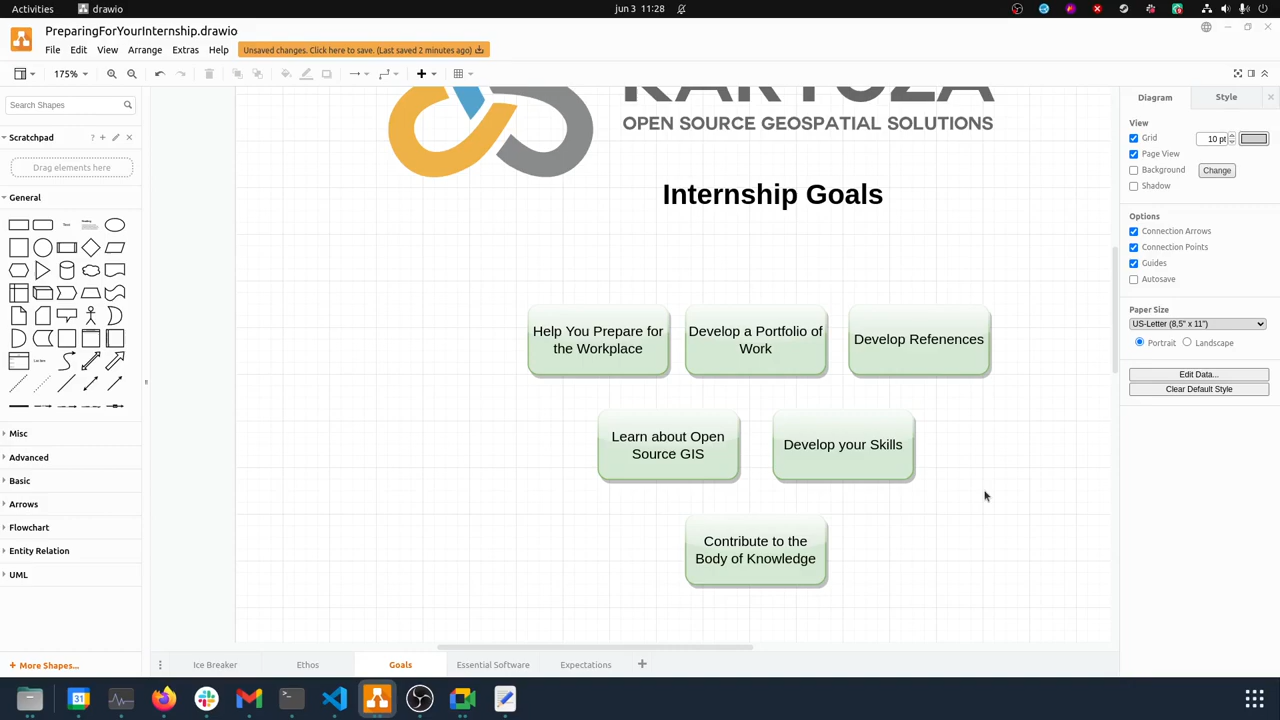 Activities
drawio
jun 3 11:28
PreparingForYourInternship.drawio
File Edit View Arrange Extras Help
Unsaved changes. Click here to save. (Last saved 2 minutes ago)
175%
Search Shapes
Scratchpad
?
Drag elements here
General
Misc
Advanced
Basic
Arrows
Flowchart
Entity Relation
UML
+ More Shapes...
KARTOZA
OPEN SOURCE GEOSPATIAL SOLUTIONS
Internship Goals
Help You Prepare for
the Workplace
Develop a Portfolio of
Work
Develop Refenences
Learn about Open
Source GIS
Develop your Skills
Contribute to the
Body of Knowledge
Ice Breaker
Ethos
Goals
Essential Software
Expectations
Diagram
Style
View
Grid
10 pt
Page View
Background
Change
Shadow
Options
Connection Arrows
Connection Points
Guides
Autosave
Paper Size
US-Letter (8,5" x 11")
Portrait
Landscape
Edit Data...
Clear Default Style